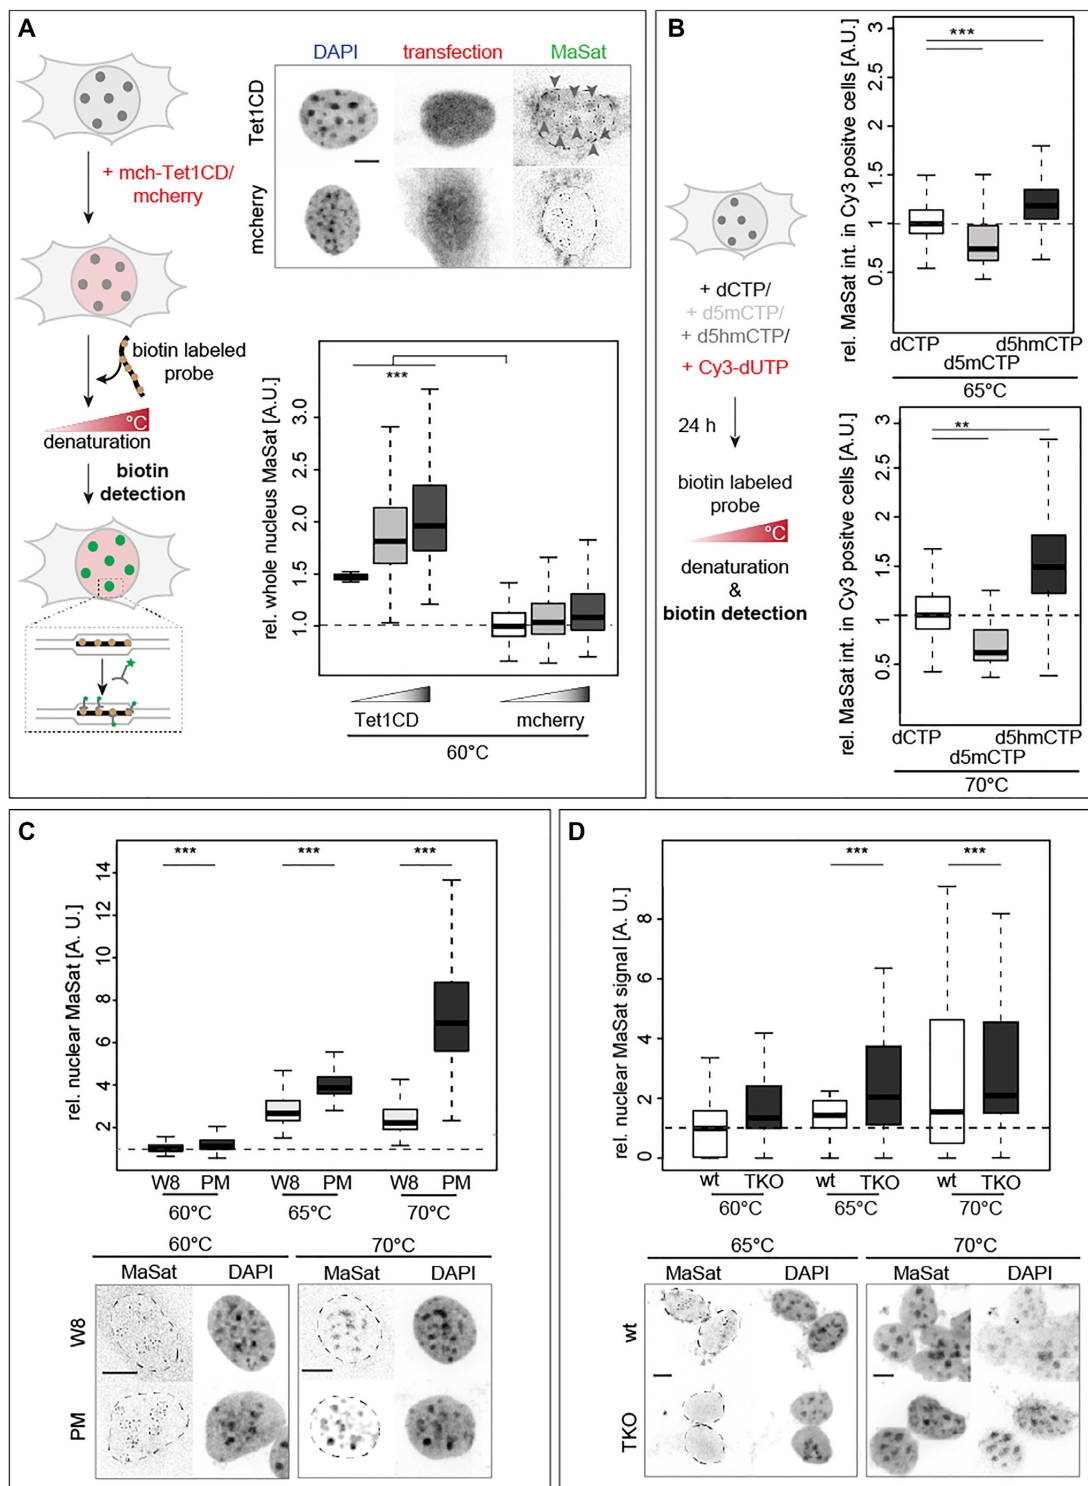 A
DAPI transfection MaSat
Tet1CD
mcherry
+ mch-Tet1CD/
mcherry
biotin labeled
probe
°C
denaturation
biotin
detection
rel. whole nucleus MaSat [A.U.]
3.0
2.5
2.0
1.5
1.0
***
Tet1CD mcherry
60°C
B
+ dCTP/
+ d5mCTP/
+ d5hmCTP/
+ Cy3-dUTP
24 h
biotin labeled
probe
°C
denaturation
&
biotin detection
rel. MaSat int. in Cy3 positive cells [A.U.]
3
2.5
2
1.5
1
0.5
***
dCTP d5hmCTP
d5mCTP
65°C
rel. MaSat int. in Cy3 positive cells [A.U.]
3
2.5
2
1.5
1
0.5
**
dCTP d5hmCTP
d5mCTP
70°C
C
rel. nuclear MaSat [A. U.]
14
12
10
8
6
4
2
*** *** ***
W8 PM W8 PM W8 PM
60°C 65°C 70°C
60°C 70°C
MaSat DAPI MaSat DAPI
W8
PM
D
rel. nuclear MaSat signal [A.U.]
8
6
4
2
0
*** ***
wt TKO wt TKO wt TKO
60°C 65°C 70°C
65°C 70°C
MaSat DAPI MaSat DAPI
wt
TKO